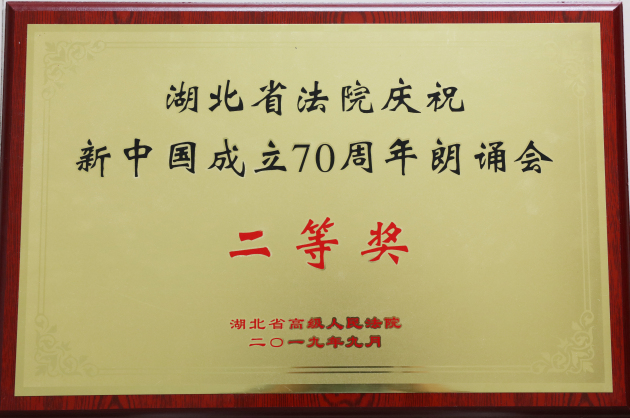 湖北省法院庆祝
新中国成立70周年朗诵会
二等奖
湖北省高级人民法院
二〇一九年九月